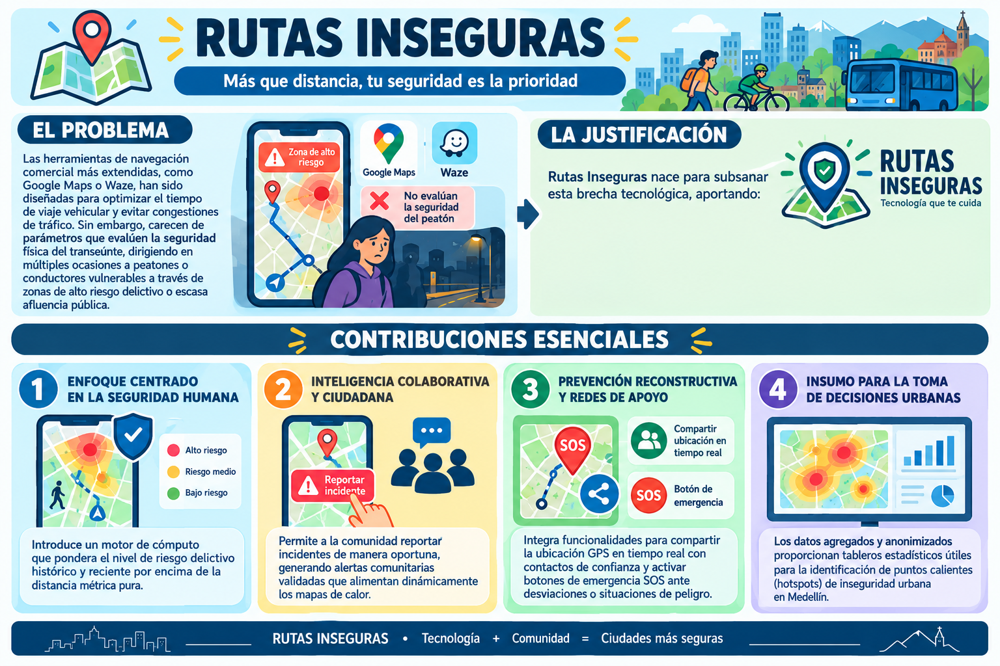 RUTAS INSEGURAS
Más que distancia, tu seguridad es la prioridad
EL PROBLEMA
Las herramientas de navegación
comercial más extendidas, como
Google Maps o Waze, han sido
diseñadas para optimizar el tiempo
de viaje vehicular y evitar congestiones
de tráfico. Sin embargo, carecen de
parámetros que evalúen la seguridad
física del transeúnte, dirigiendo en
múltiples ocasiones a peatones o
conductores vulnerables a través de
zonas de alto riesgo delictivo o escasa
afluencia pública.
Zona de alto
riesgo
Google Maps
Waze
No evalúan
la seguridad
del peatón
LA JUSTIFICACIÓN
Rutas Inseguras nace para subsanar
esta brecha tecnológica, aportando:
RUTAS
INSEGURAS
Tecnología que te cuida
CONTRIBUCIONES ESENCIALES
1
ENFOQUE CENTRADO
EN LA SEGURIDAD HUMANA
Alto riesgo
Riesgo medio
Bajo riesgo
Introduce un motor de cómputo
que pondera el nivel de riesgo delictivo
histórico y reciente por encima de la
distancia métrica pura.
2
INTELIGENCIA COLABORATIVA
Y CIUDADANA
Reportar
incidente
Permite a la comunidad reportar
incidentes de manera oportuna,
generando alertas comunitarias
validadas que alimentan dinámicamente
los mapas de calor.
3
PREVENCIÓN RECONSTRUCTIVA
Y REDES DE APOYO
SOS
Compartir
ubicación en
tiempo real
SOS
Botón de
emergencia
Integra funcionalidades para compartir
la ubicación GPS en tiempo real con
contactos de confianza y activar
botones de emergencia SOS ante
desviaciones o situaciones de peligro.
4
INSUMO PARA LA TOMA
DE DECISIONES URBANAS
Los datos agregados y anonimizados
proporcionan tableros estadísticos útiles
para la identificación de puntos calientes
(hotspots) de inseguridad urbana
en Medellín.
RUTAS INSEGURAS • Tecnología + Comunidad = Ciudades más seguras